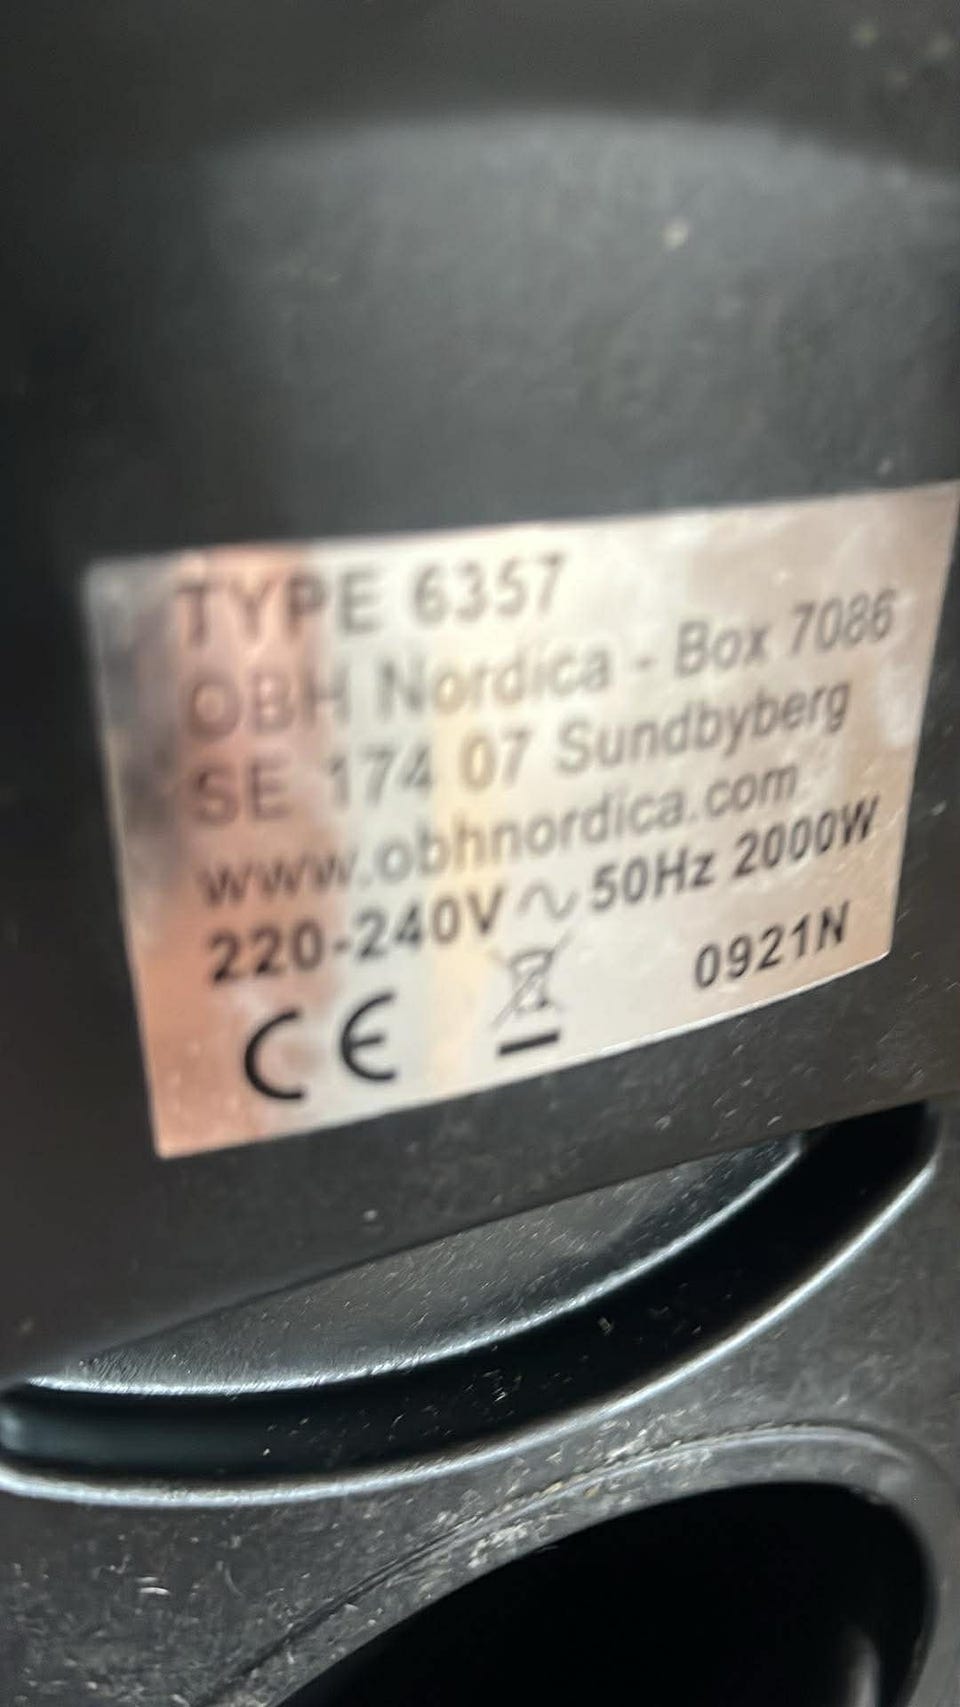 TYPE 6357
OBH Nordica - Box 7086
SE 174 07 Sundbyberg
www.obhnordica.com
220-240V ∿ 50Hz 2000W
CE 0921N